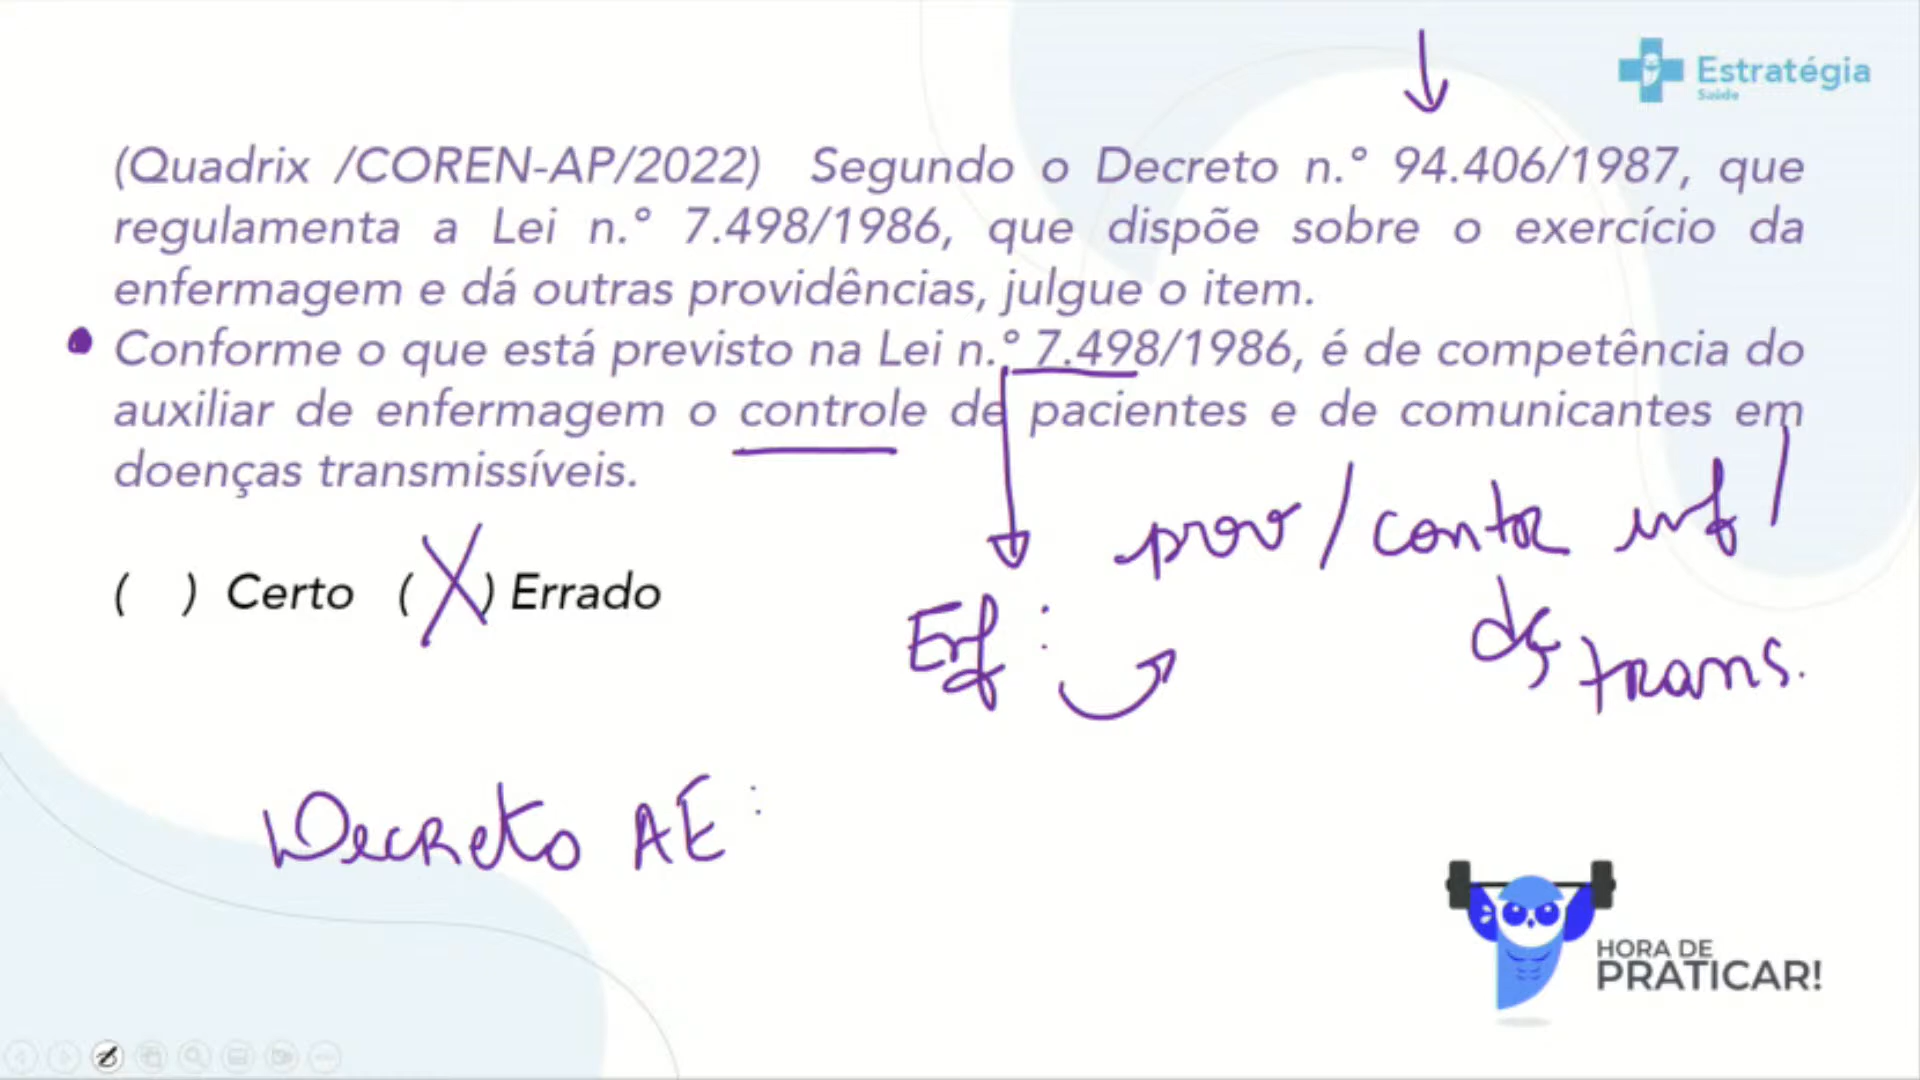 Estratégia
Saúde
(Quadrix /COREN-AP/2022) Segundo o Decreto n.° 94.406/1987, que
regulamenta a Lei n.° 7.498/1986, que dispõe sobre o exercício da
enfermagem e dá outras providências, julgue o item.
Conforme o que está previsto na Lei n.° 7.498/1986, é de competência do
auxiliar de enfermagem o controle de pacientes e de comunicantes em
doenças transmissíveis.
prev / contr inf /
( ) Certo (X) Errado
Enf:
dç trans.
Decreto AE:
HORA DE
PRATICAR!